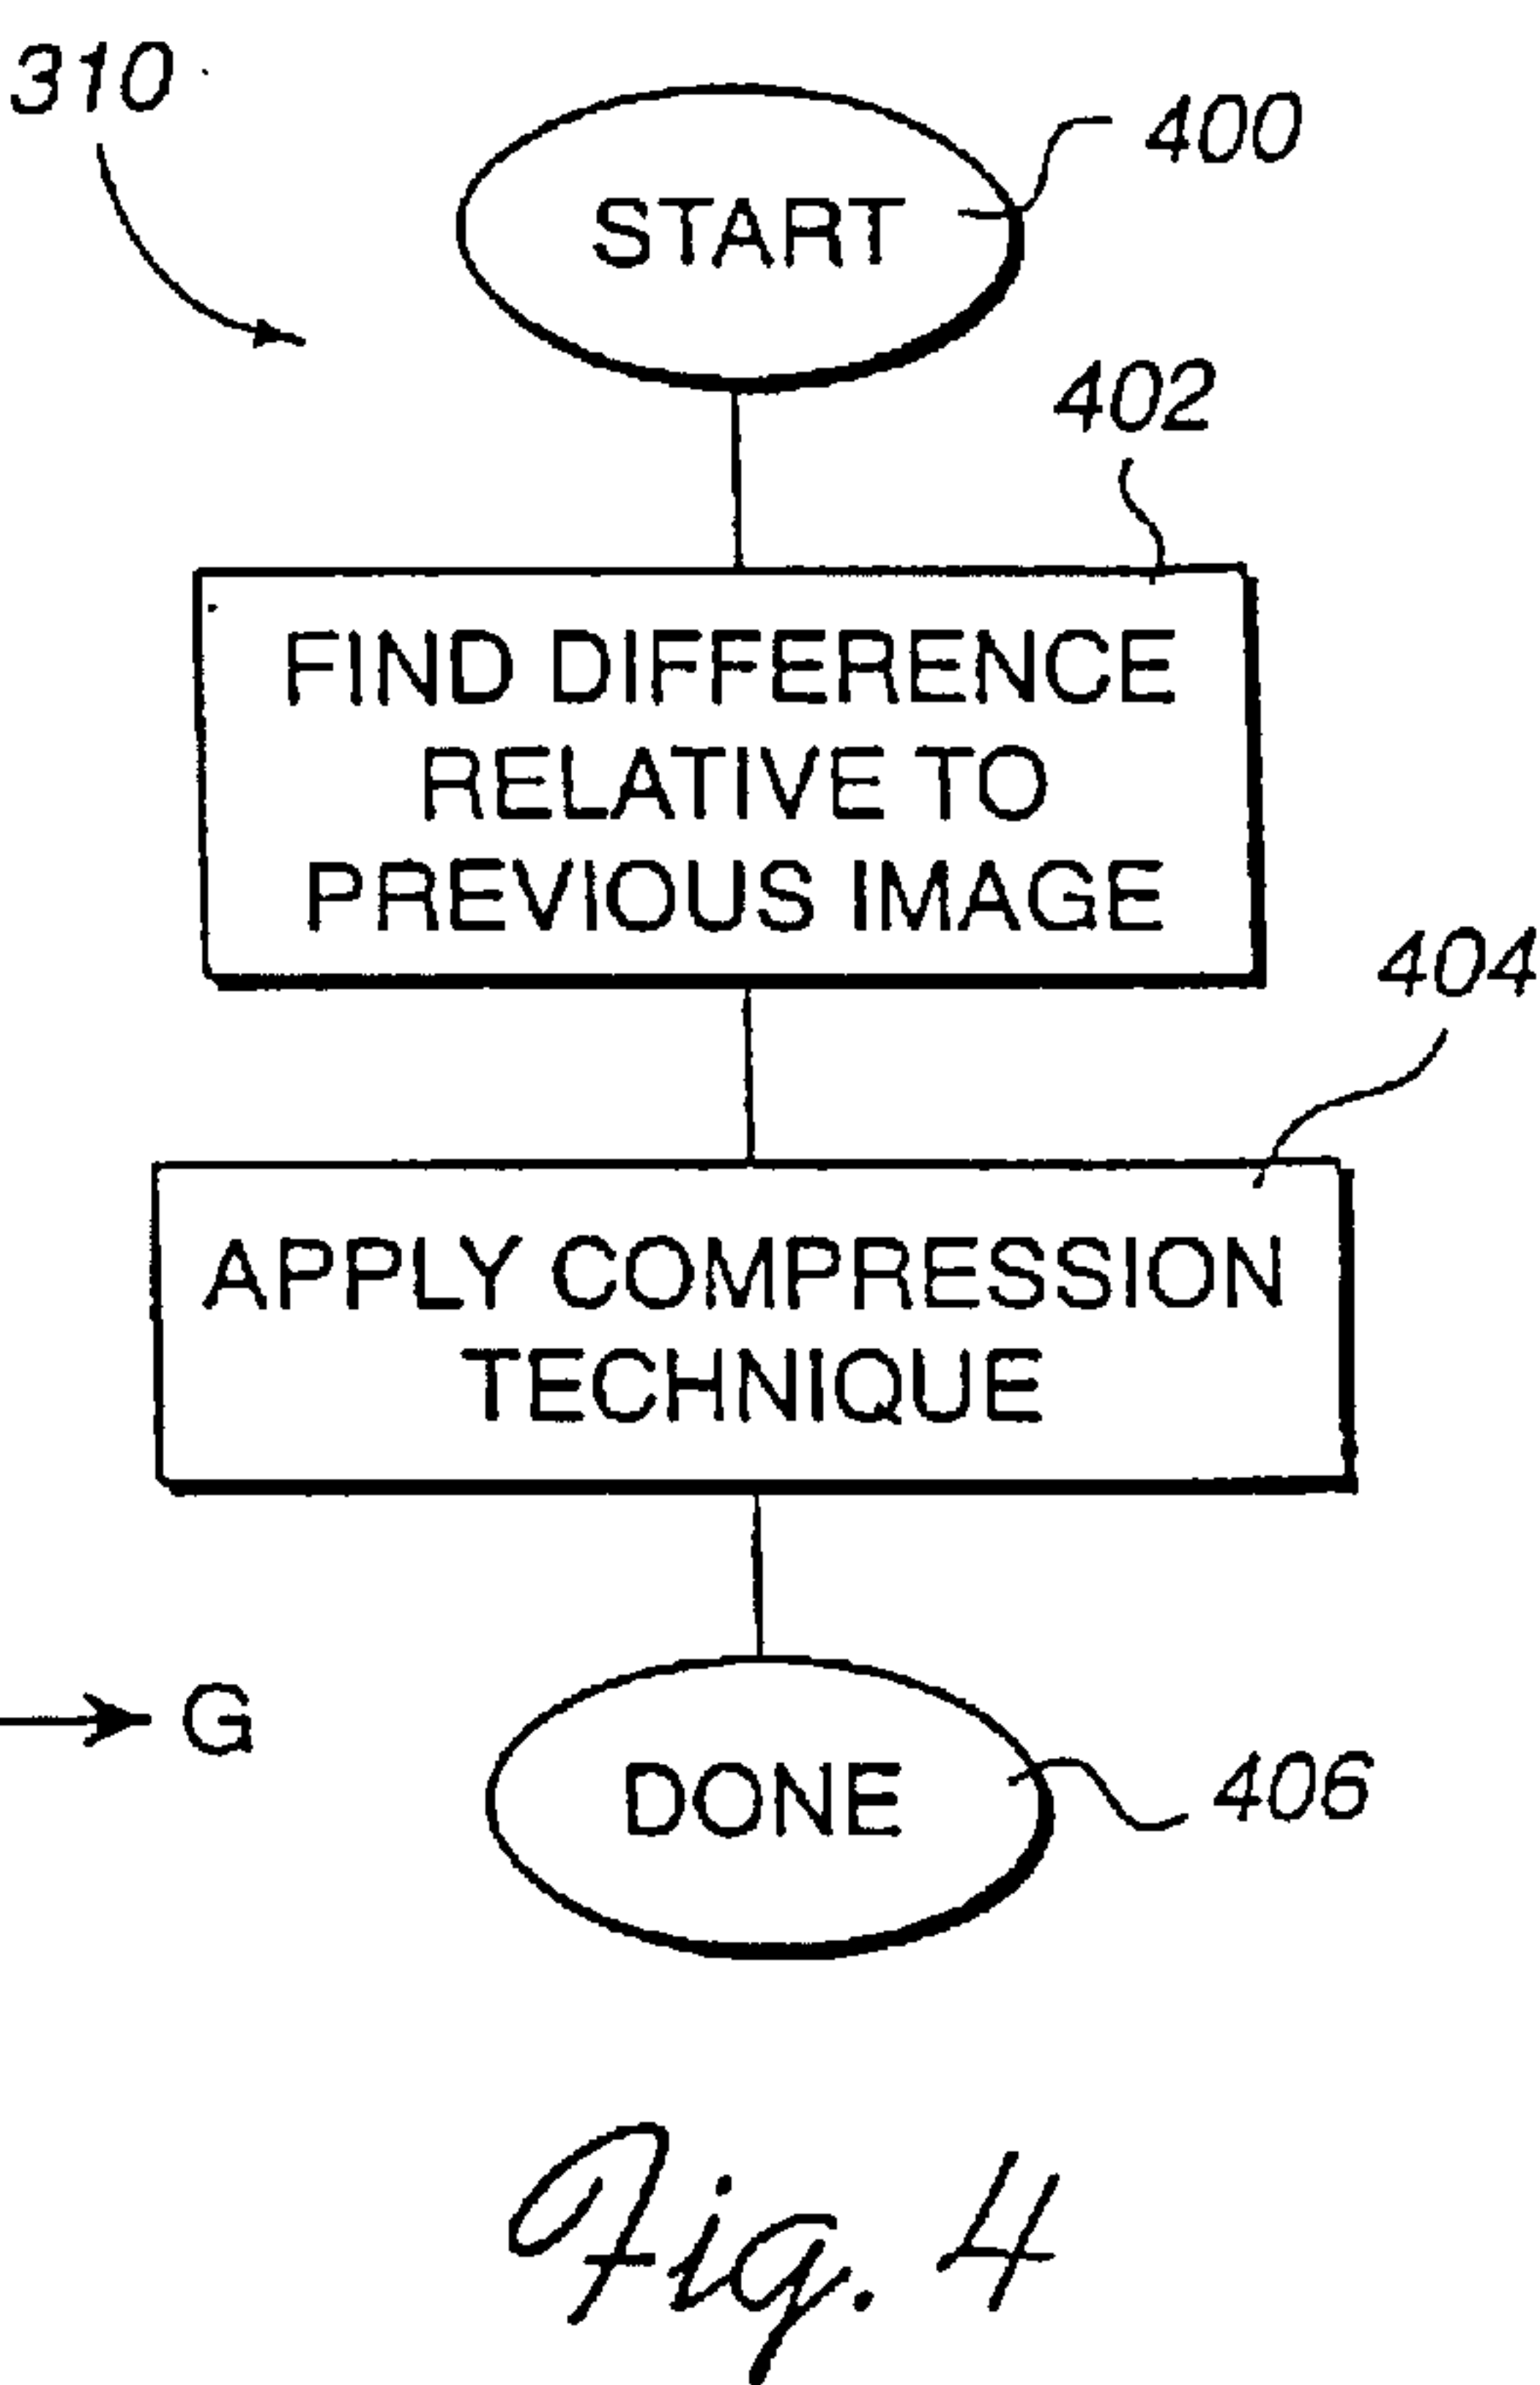 310
400
START
402
FIND DIFFERENCE
RELATIVE TO
PREVIOUS IMAGE
404
APPLY COMPRESSION
TECHNIQUE
G
DONE
406
Fig. 4